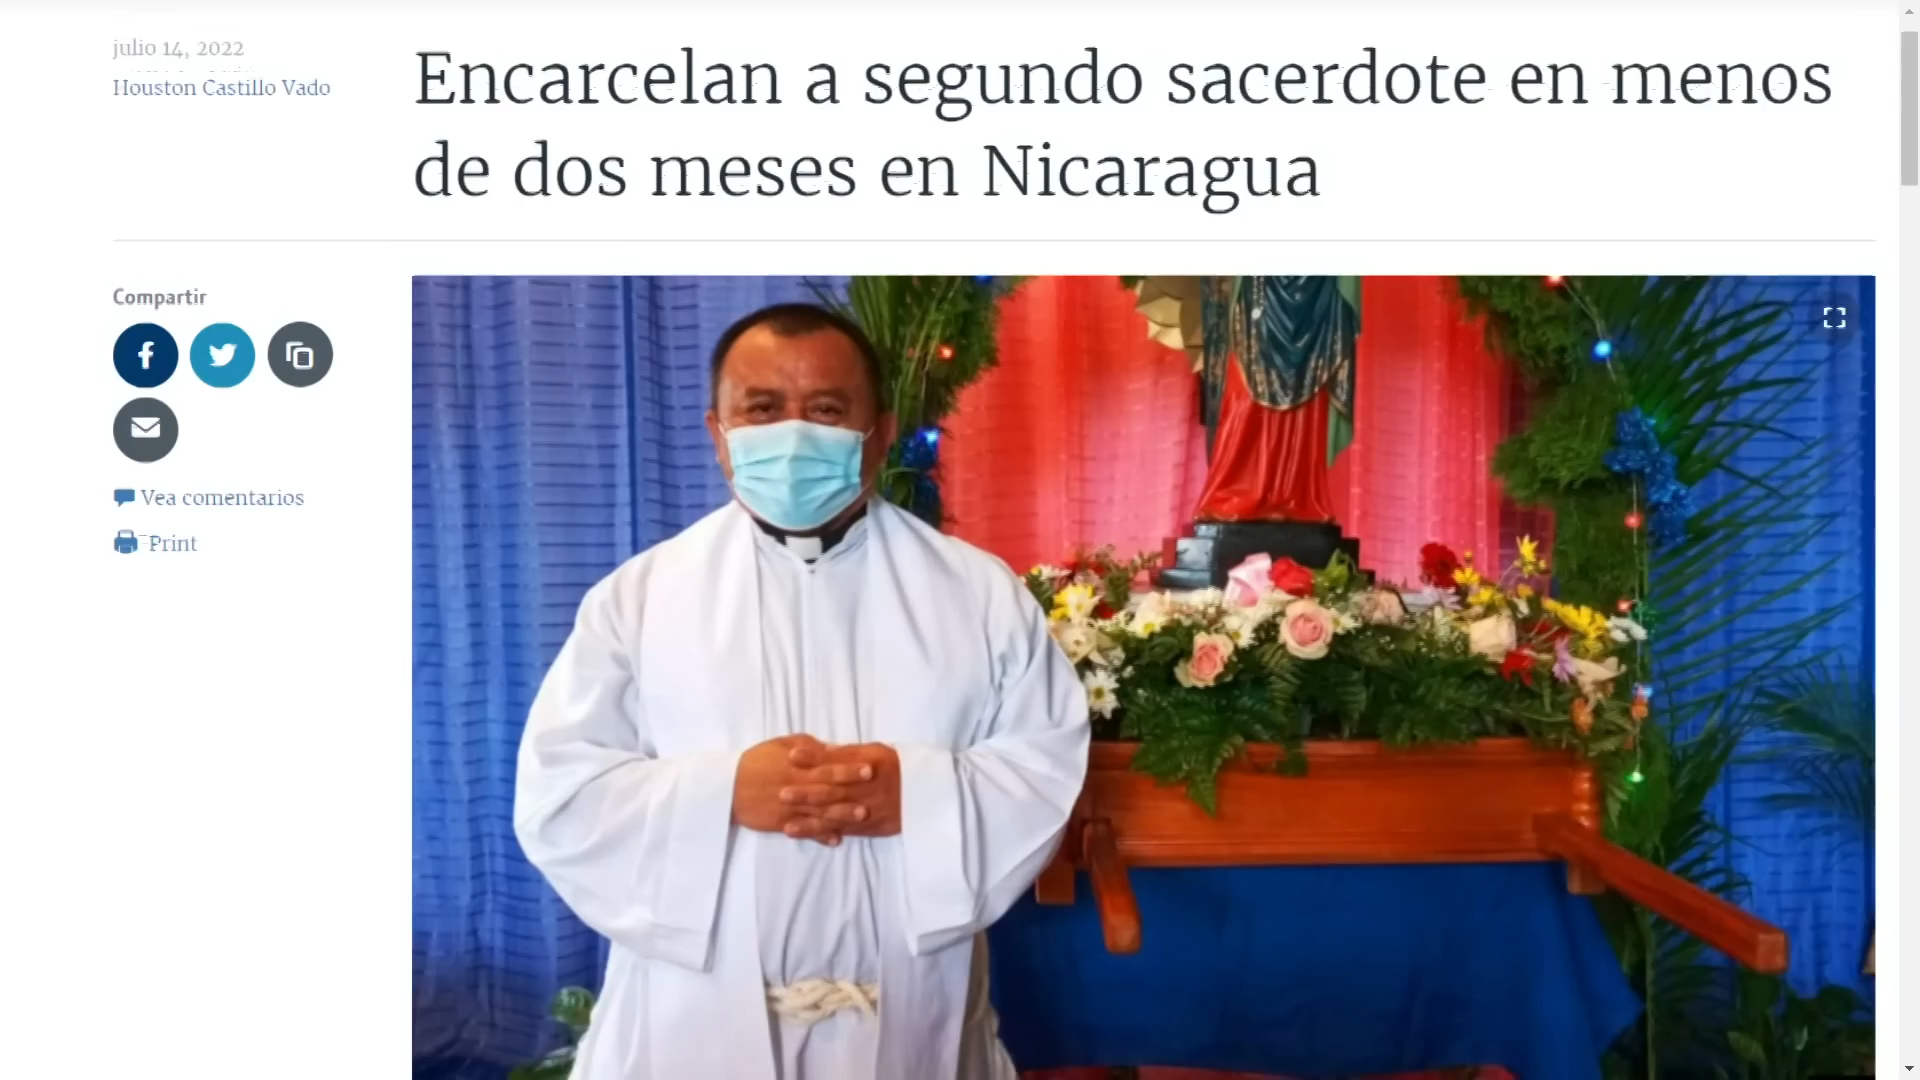 julio 14, 2022
Houston Castillo Vado
Encarcelan a segundo sacerdote en menos
de dos meses en Nicaragua
Compartir
Vea comentarios
Print